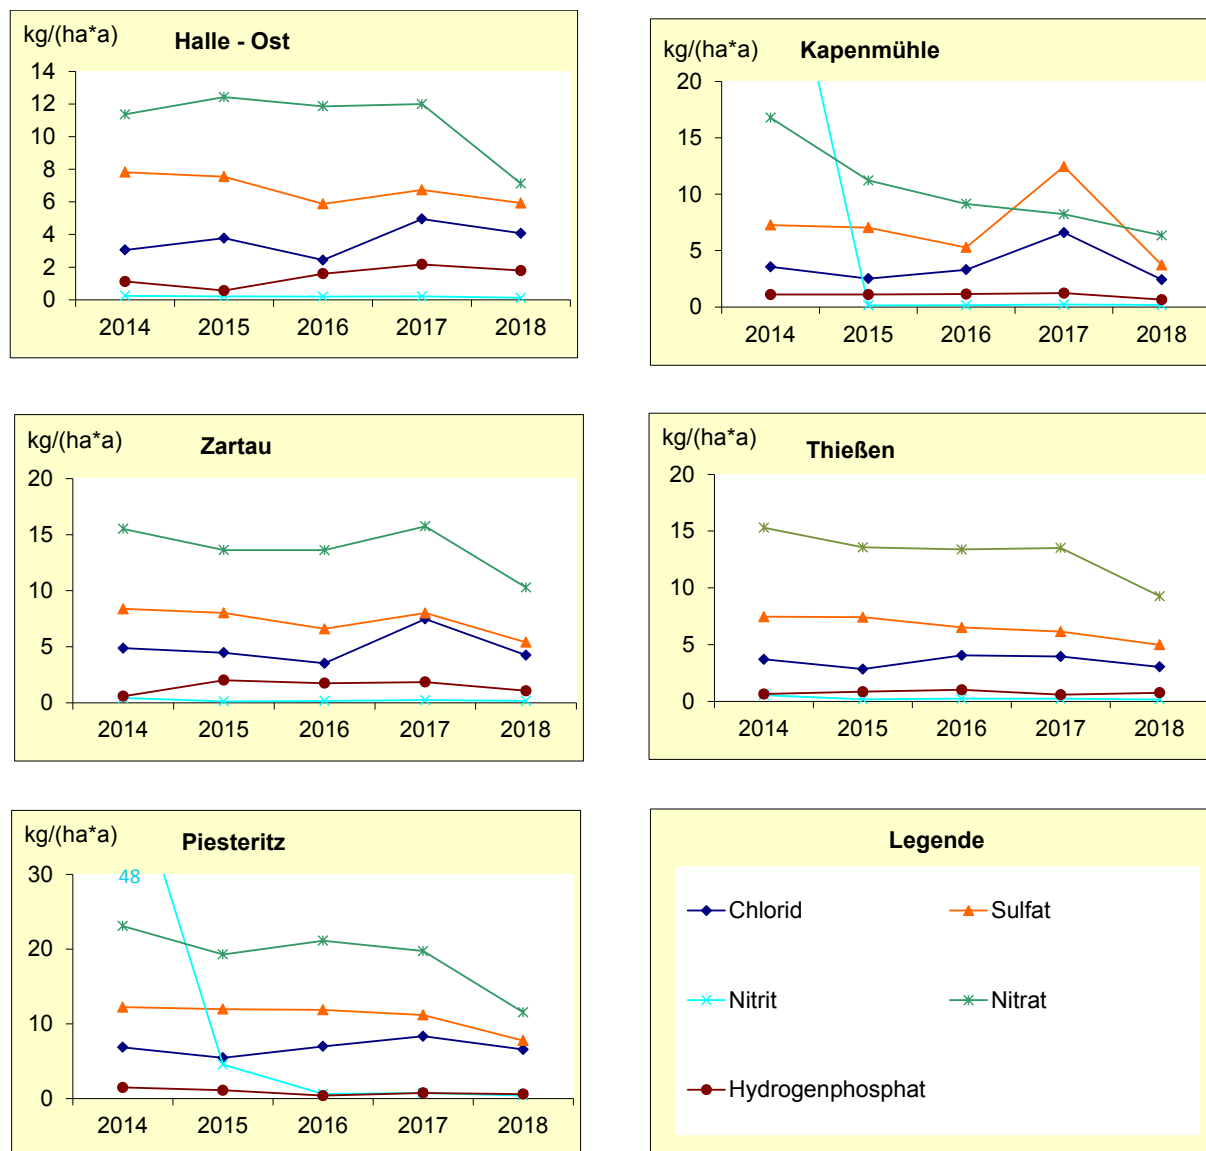 kg/(ha*a)
Halle - Ost
14
12
10
8
6
4
2
0
2014 2015 2016 2017 2018
kg/(ha*a)
Kapenmühle
20
15
10
5
0
2014 2015 2016 2017 2018
kg/(ha*a)
Zartau
20
15
10
5
0
2014 2015 2016 2017 2018
kg/(ha*a)
Thießen
20
15
10
5
0
2014 2015 2016 2017 2018
kg/(ha*a)
Piesteritz
30
48
20
10
0
2014 2015 2016 2017 2018
Legende
Chlorid Sulfat
Nitrit Nitrat
Hydrogenphosphat